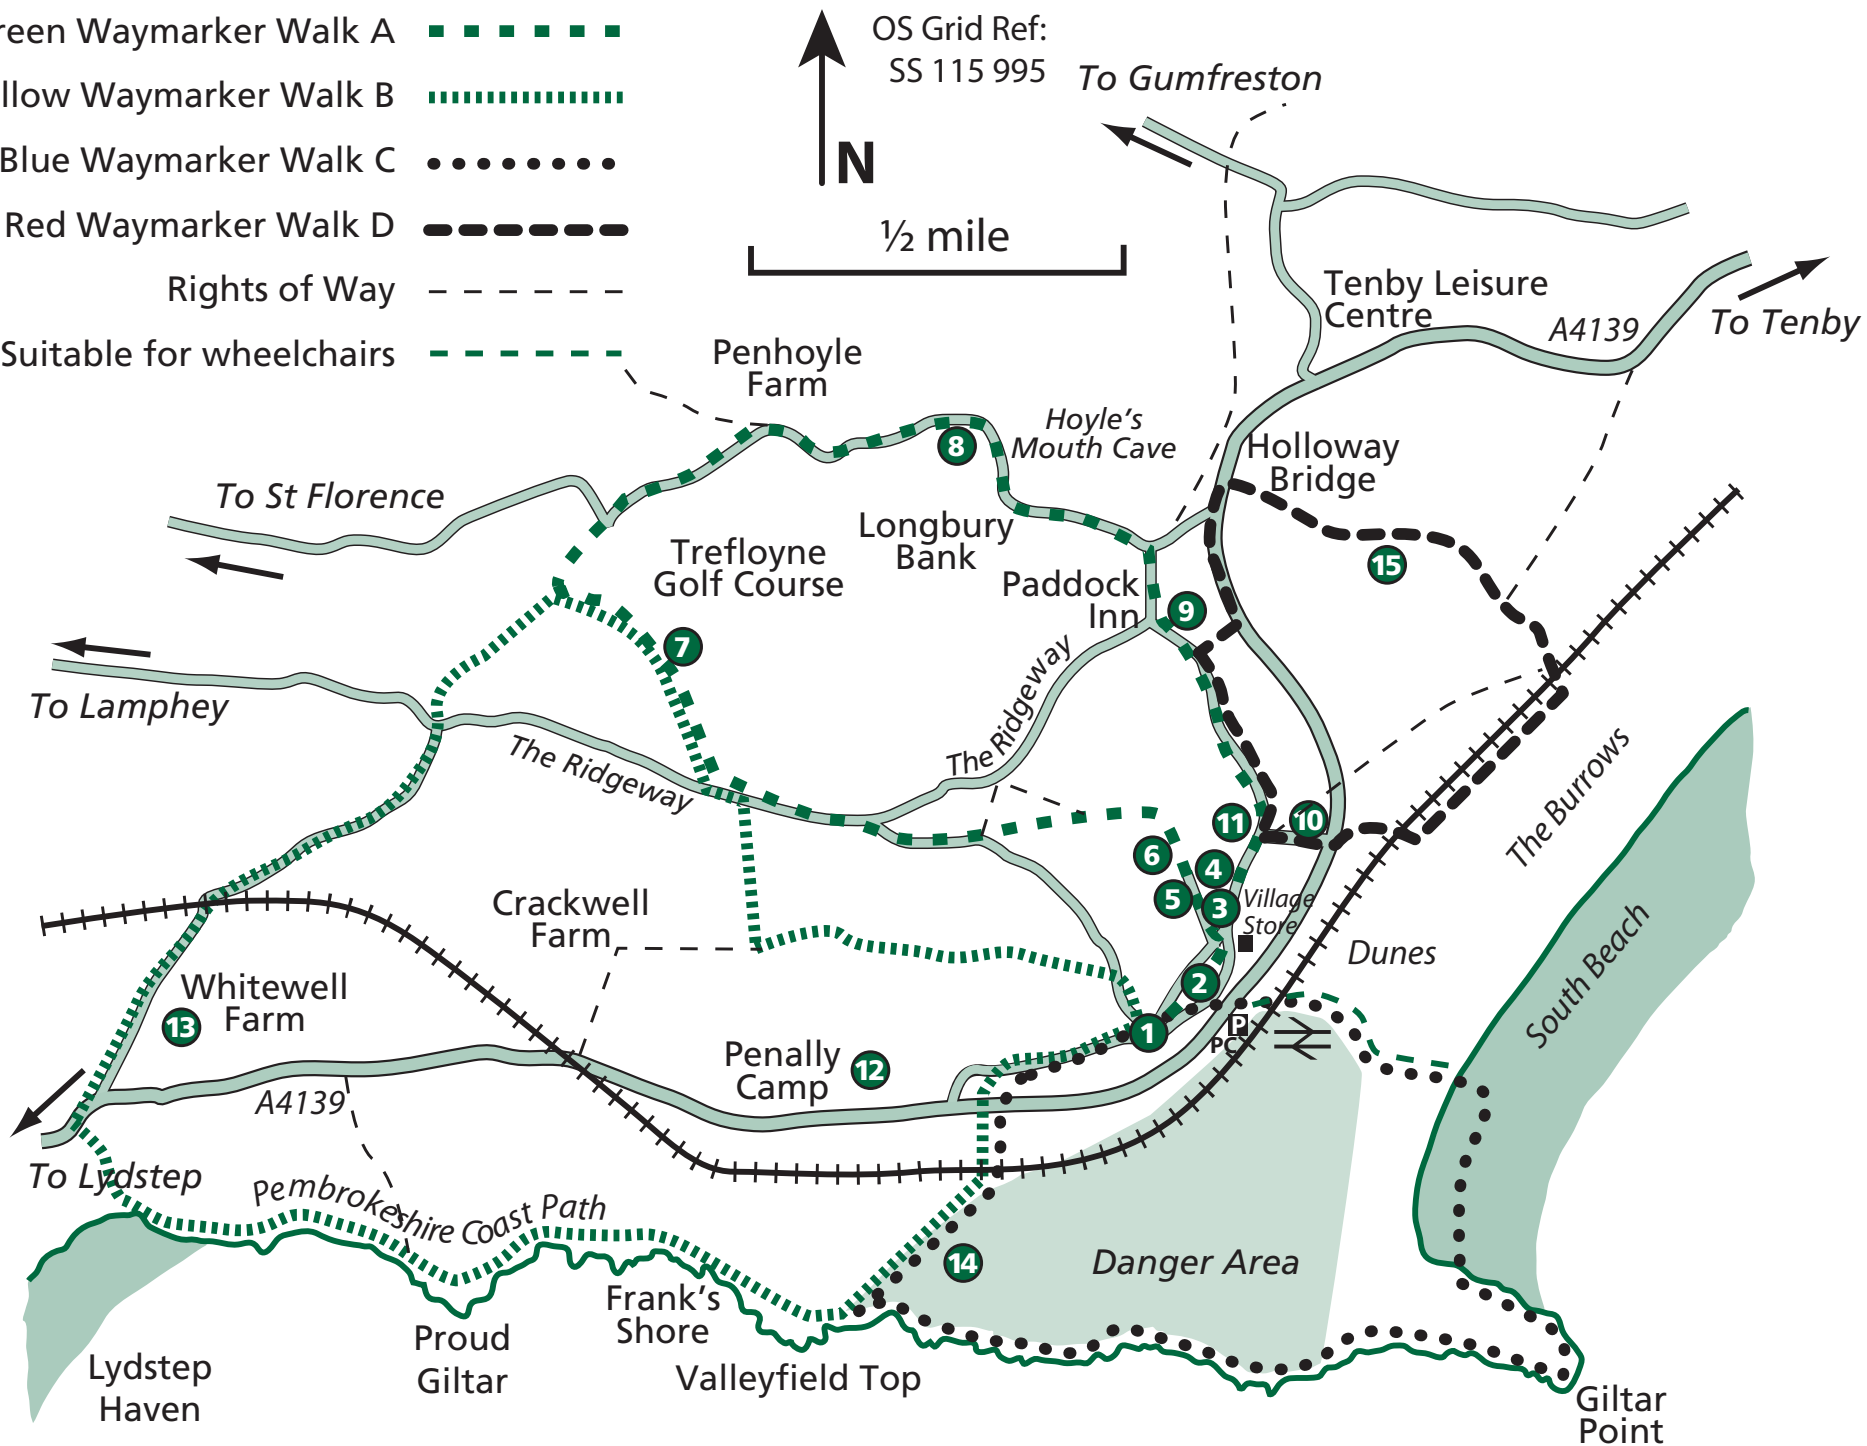 reen Waymarker Walk A
llow Waymarker Walk B
Blue Waymarker Walk C
Red Waymarker Walk D
Rights of Way
Suitable for wheelchairs
OS Grid Ref:
SS 115 995
N
½ mile
To Gumfreston
Tenby Leisure
Centre
A4139
To Tenby
Penhoyle
Farm
8
Hoyle's
Mouth Cave
Holloway
Bridge
To St Florence
Longbury
Bank
Trefloyne
Golf Course
15
Paddock
Inn
9
7
To Lamphey
The Ridgeway
The Ridgeway
The Burrows
11
10
6
4
5
3
Village
Store
Crackwell
Farm
Dunes
South Beach
2
Whitewell
Farm
13
1
P
PC
Penally
Camp
12
A4139
To Lydstep
Pembrokeshire Coast Path
14
Danger Area
Frank's
Shore
Proud
Giltar
Valleyfield Top
Lydstep
Haven
Giltar
Point